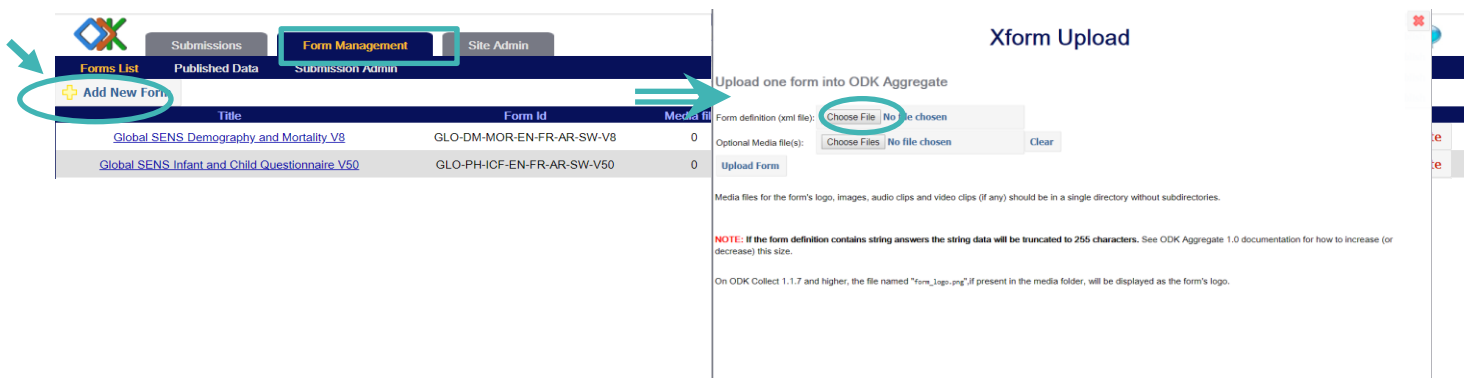 Submissions Form Management Site Admin
Forms List Published Data Submission Admin
Add New Form
Title Form Id Media fil
Global SENS Demography and Mortality V8 GLO-DM-MOR-EN-FR-AR-SW-V8 0
Global SENS Infant and Child Questionnaire V50 GLO-PH-ICF-EN-FR-AR-SW-V50 0
Xform Upload
Upload one form into ODK Aggregate
Form definition (xml file): Choose File No file chosen
Optional Media file(s): Choose Files No file chosen Clear
Upload Form
Media files for the form's logo, images, audio clips and video clips (if any) should be in a single directory without subdirectories.
NOTE: If the form definition contains string answers the string data will be truncated to 255 characters. See ODK Aggregate 1.0 documentation for how to increase (or
decrease) this size.
On ODK Collect 1.1.7 and higher, the file named "form_logo.png",if present in the media folder, will be displayed as the form's logo.
te
te